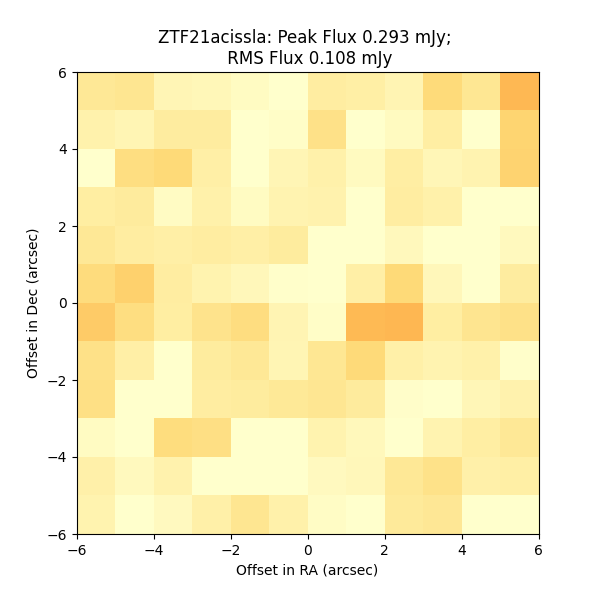 ZTF21acissla: Peak Flux 0.293 mJy;
RMS Flux 0.108 mJy
6
4
2
0
−2
−4
−6
Offset in Dec (arcsec)
−6 −4 −2 0 2 4 6
Offset in RA (arcsec)